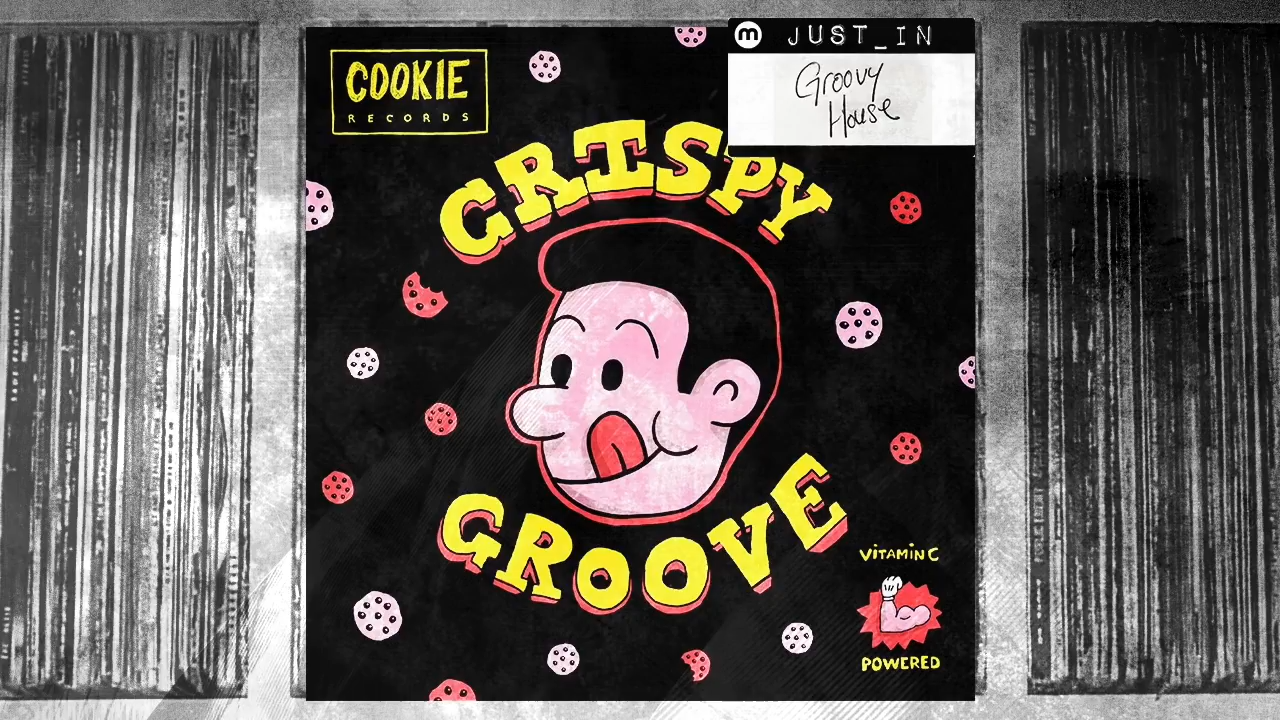 COOKIE
RECORDS
m JUST_IN
Groovy
House
CRISPY
GROOVE
VITAMIN C
POWERED